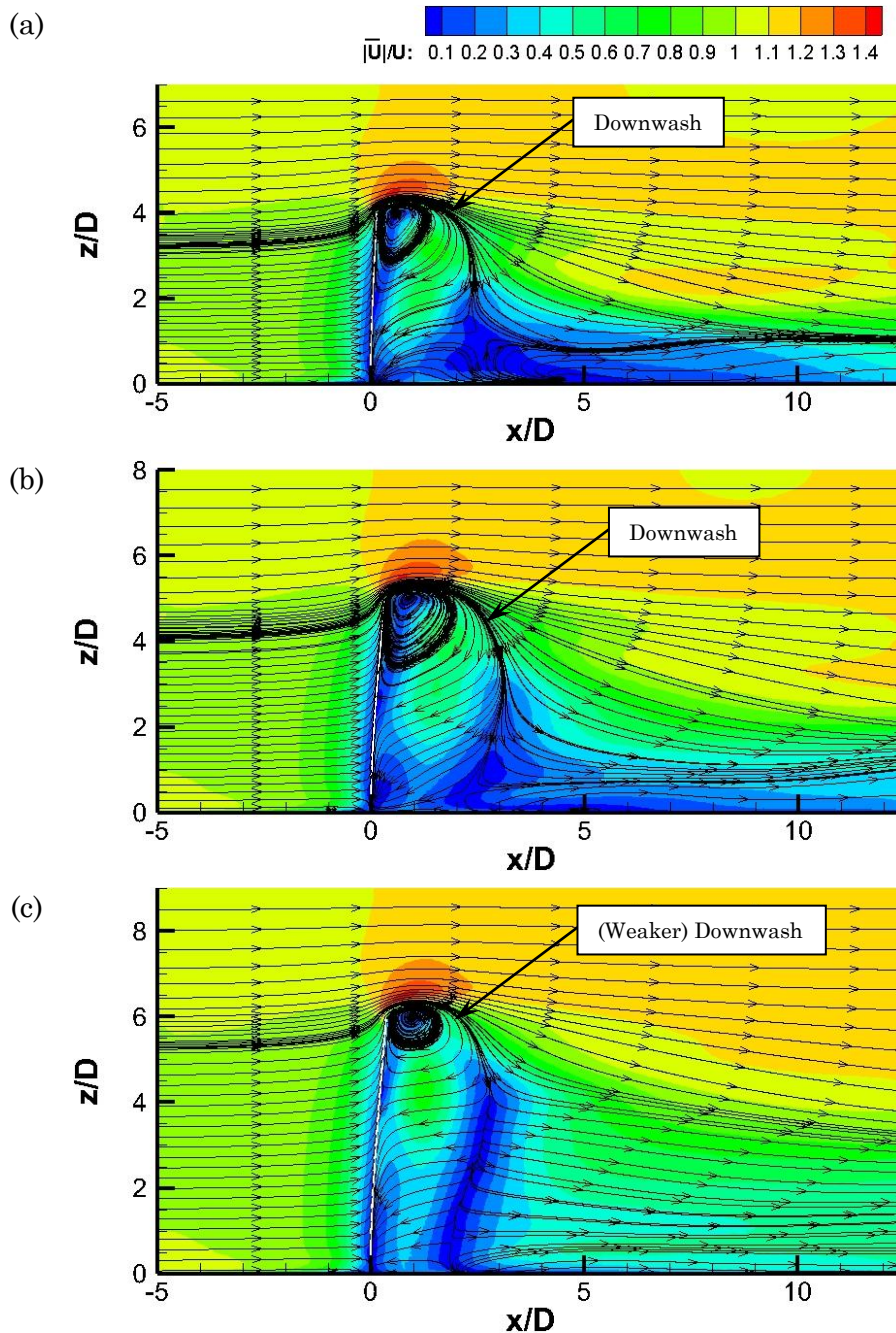 (a)
|U̅|/U: 0.1 0.2 0.3 0.4 0.5 0.6 0.7 0.8 0.9 1 1.1 1.2 1.3 1.4
Downwash
z/D
6
4
2
0
-5 0 5 10
x/D
(b)
Downwash
z/D
8
6
4
2
0
-5 0 5 10
x/D
(c)
(Weaker) Downwash
z/D
8
6
4
2
0
-5 0 5 10
x/D